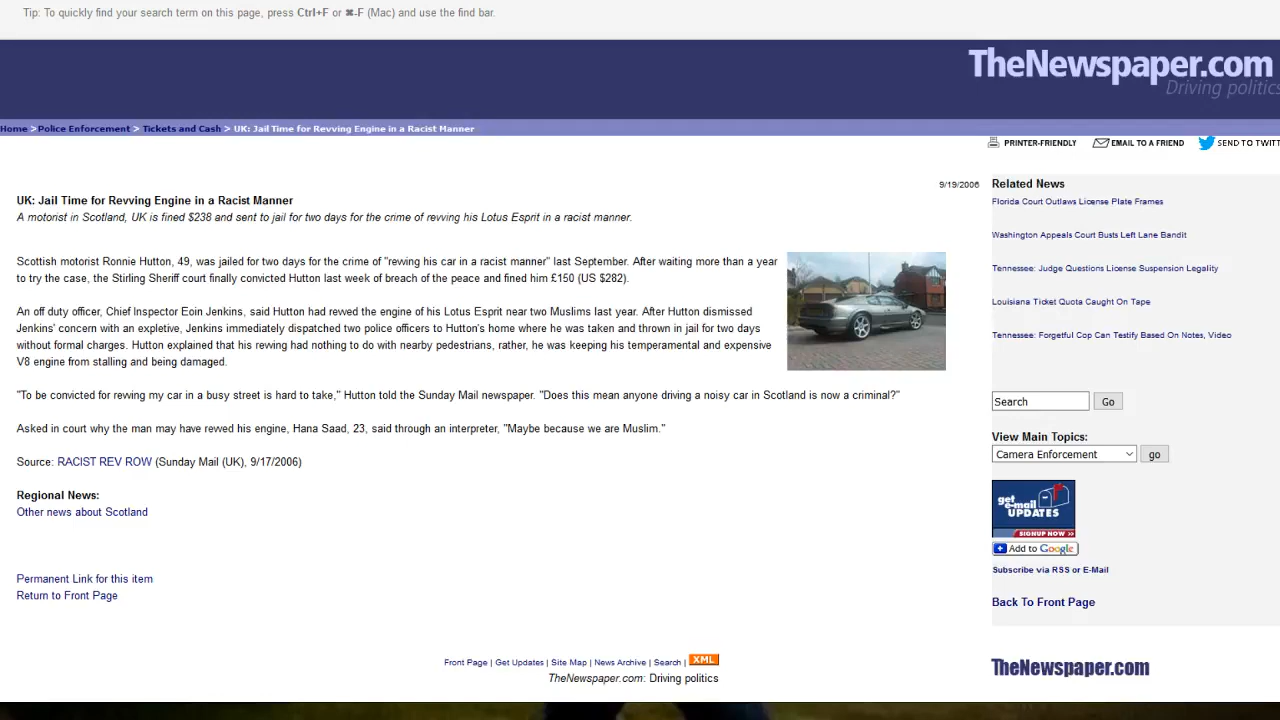 Tip: To quickly find your search term on this page, press Ctrl+F or ⌘-F (Mac) and use the find bar.
TheNewspaper.com
Driving politics
Home > Police Enforcement > Tickets and Cash > UK: Jail Time for Revving Engine in a Racist Manner
PRINTER-FRIENDLY EMAIL TO A FRIEND SEND TO TWIT
9/19/2006
UK: Jail Time for Revving Engine in a Racist Manner
A motorist in Scotland, UK is fined $238 and sent to jail for two days for the crime of revving his Lotus Esprit in a racist manner.
Scottish motorist Ronnie Hutton, 49, was jailed for two days for the crime of "revving his car in a racist manner" last September. After waiting more than a year
to try the case, the Stirling Sheriff court finally convicted Hutton last week of breach of the peace and fined him £150 (US $282).
An off duty officer, Chief Inspector Eoin Jenkins, said Hutton had revved the engine of his Lotus Esprit near two Muslims last year. After Hutton dismissed
Jenkins' concern with an expletive, Jenkins immediately dispatched two police officers to Hutton's home where he was taken and thrown in jail for two days
without formal charges. Hutton explained that his revving had nothing to do with nearby pedestrians, rather, he was keeping his temperamental and expensive
V8 engine from stalling and being damaged.
"To be convicted for revving my car in a busy street is hard to take," Hutton told the Sunday Mail newspaper. "Does this mean anyone driving a noisy car in Scotland is now a criminal?"
Asked in court why the man may have revved his engine, Hana Saad, 23, said through an interpreter, "Maybe because we are Muslim."
Source: RACIST REV ROW (Sunday Mail (UK), 9/17/2006)
Regional News:
Other news about Scotland
Permanent Link for this item
Return to Front Page
Related News
Florida Court Outlaws License Plate Frames
Washington Appeals Court Busts Left Lane Bandit
Tennessee: Judge Questions License Suspension Legality
Louisiana Ticket Quota Caught On Tape
Tennessee: Forgetful Cop Can Testify Based On Notes, Video
Search Go
View Main Topics:
Camera Enforcement go
get e-mail UPDATES
SIGNUP NOW >>
Add to Google
Subscribe via RSS or E-Mail
Back To Front Page
Front Page | Get Updates | Site Map | News Archive | Search | XML
TheNewspaper.com: Driving politics
TheNewspaper.com